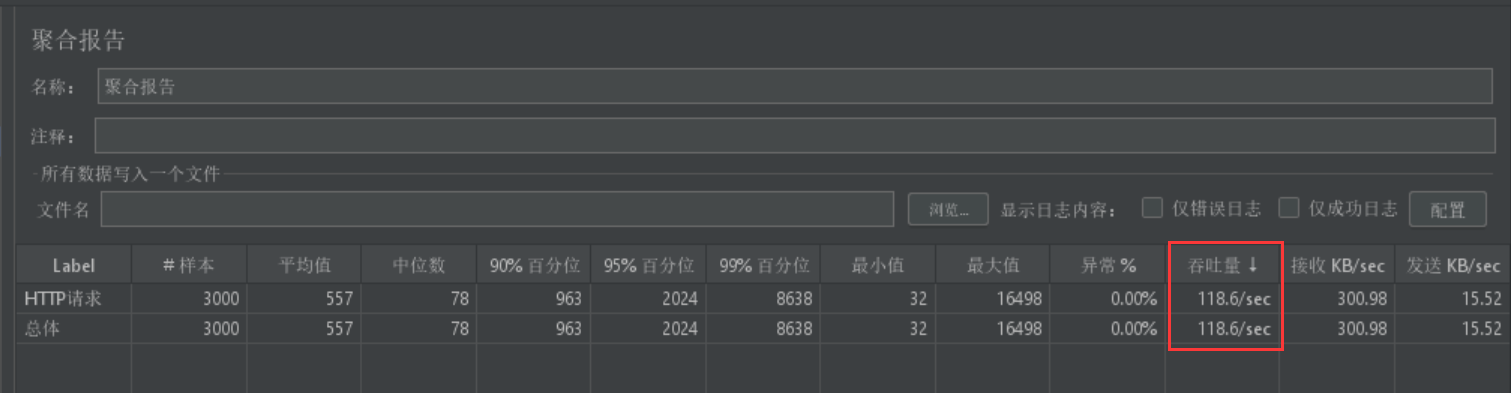 聚合报告
名称： 聚合报告
注释：
所有数据写入一个文件
文件名 浏览... 显示日志内容： 仅错误日志 仅成功日志 配置
Label # 样本 平均值 中位数 90% 百分位 95% 百分位 99% 百分位 最小值 最大值 异常 % 吞吐量 ↓ 接收 KB/sec 发送 KB/sec
HTTP请求 3000 557 78 963 2024 8638 32 16498 0.00% 118.6/sec 300.98 15.52
总体 3000 557 78 963 2024 8638 32 16498 0.00% 118.6/sec 300.98 15.52